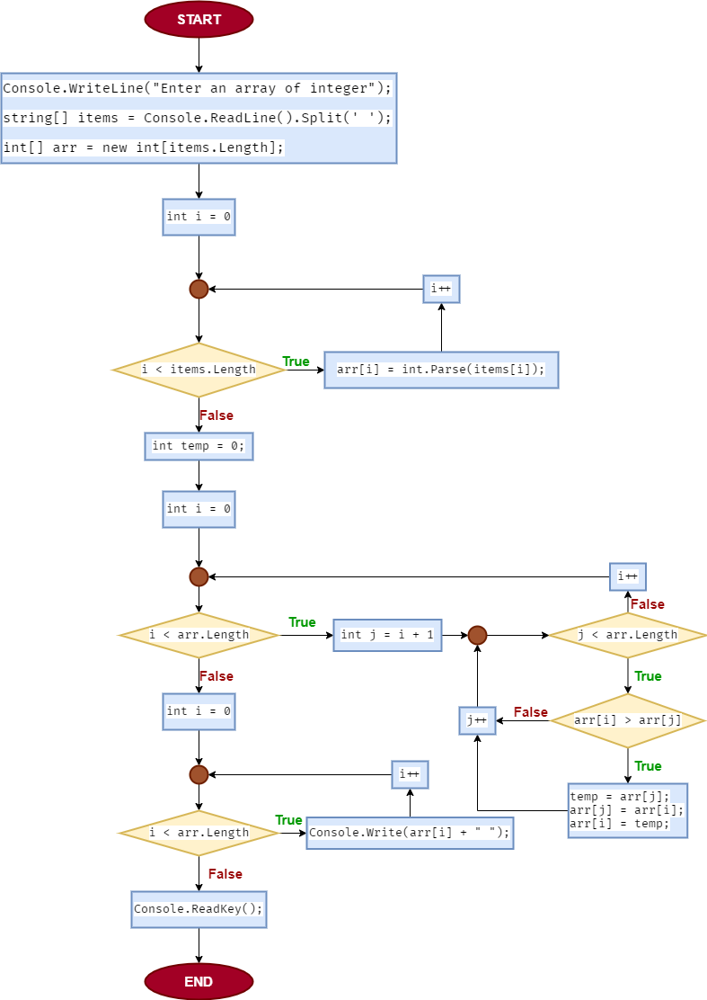 START
Console.WriteLine("Enter an array of integer");
string[] items = Console.ReadLine().Split(' ');
int[] arr = new int[items.Length];
int i = 0
i++
i < items.Length
True
arr[i] = int.Parse(items[i]);
False
int temp = 0;
int i = 0
i++
False
i < arr.Length
True
int j = i + 1
j < arr.Length
False
True
int i = 0
j++
False
arr[i] > arr[j]
True
i++
temp = arr[j];
arr[j] = arr[i];
arr[i] = temp;
i < arr.Length
True
Console.Write(arr[i] + " ");
False
Console.ReadKey();
END